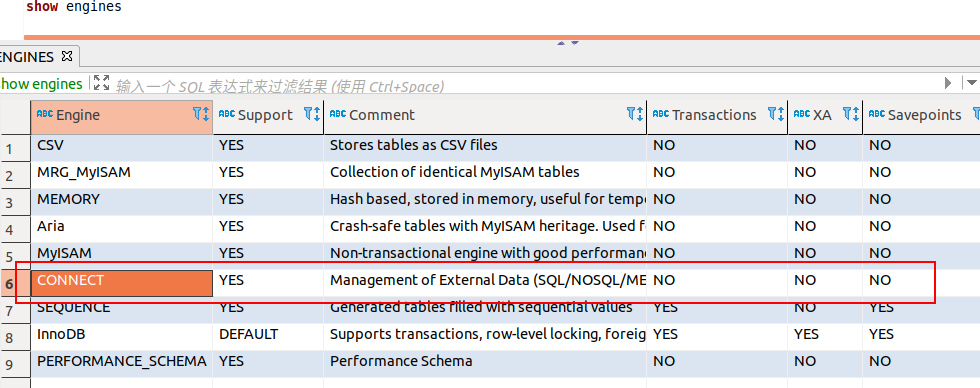 show engines
ENGINES
how engines 输入一个 SQL 表达式来过滤结果 (使用 Ctrl+Space)
ABC Engine ABC Support ABC Comment ABC Transactions ABC XA ABC Savepoints
1 CSV YES Stores tables as CSV files NO NO NO
2 MRG_MyISAM YES Collection of identical MyISAM tables NO NO NO
3 MEMORY YES Hash based, stored in memory, useful for temp NO NO NO
4 Aria YES Crash-safe tables with MyISAM heritage. Used f NO NO NO
5 MyISAM YES Non-transactional engine with good performan NO NO NO
6 CONNECT YES Management of External Data (SQL/NOSQL/ME NO NO NO
7 SEQUENCE YES Generated tables filled with sequential values YES NO YES
8 InnoDB DEFAULT Supports transactions, row-level locking, foreig YES YES YES
9 PERFORMANCE_SCHEMA YES Performance Schema NO NO NO